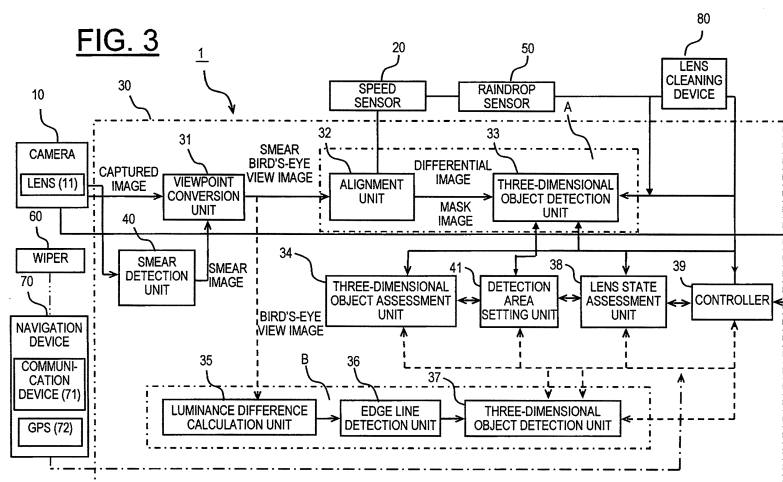 FIG. 3
1
20
50
80
SPEED
SENSOR
RAINDROP
SENSOR
LENS
CLEANING
DEVICE
10
30
A
CAMERA
LENS (11)
CAPTURED
IMAGE
31
VIEWPOINT
CONVERSION
UNIT
SMEAR
BIRD'S-EYE
VIEW IMAGE
32
ALIGNMENT
UNIT
DIFFERENTIAL
IMAGE
MASK
IMAGE
33
THREE-DIMENSIONAL
OBJECT DETECTION
UNIT
60
WIPER
40
SMEAR
DETECTION
UNIT
SMEAR
IMAGE
34
THREE-DIMENSIONAL
OBJECT ASSESSMENT
UNIT
41
DETECTION
AREA
SETTING UNIT
38
LENS STATE
ASSESSMENT
UNIT
39
CONTROLLER
70
NAVIGATION
DEVICE
COMMUNI-
CATION
DEVICE (71)
GPS (72)
BIRD'S-EYE
VIEW IMAGE
35
LUMINANCE DIFFERENCE
CALCULATION UNIT
B
36
EDGE LINE
DETECTION UNIT
37
THREE-DIMENSIONAL
OBJECT DETECTION UNIT